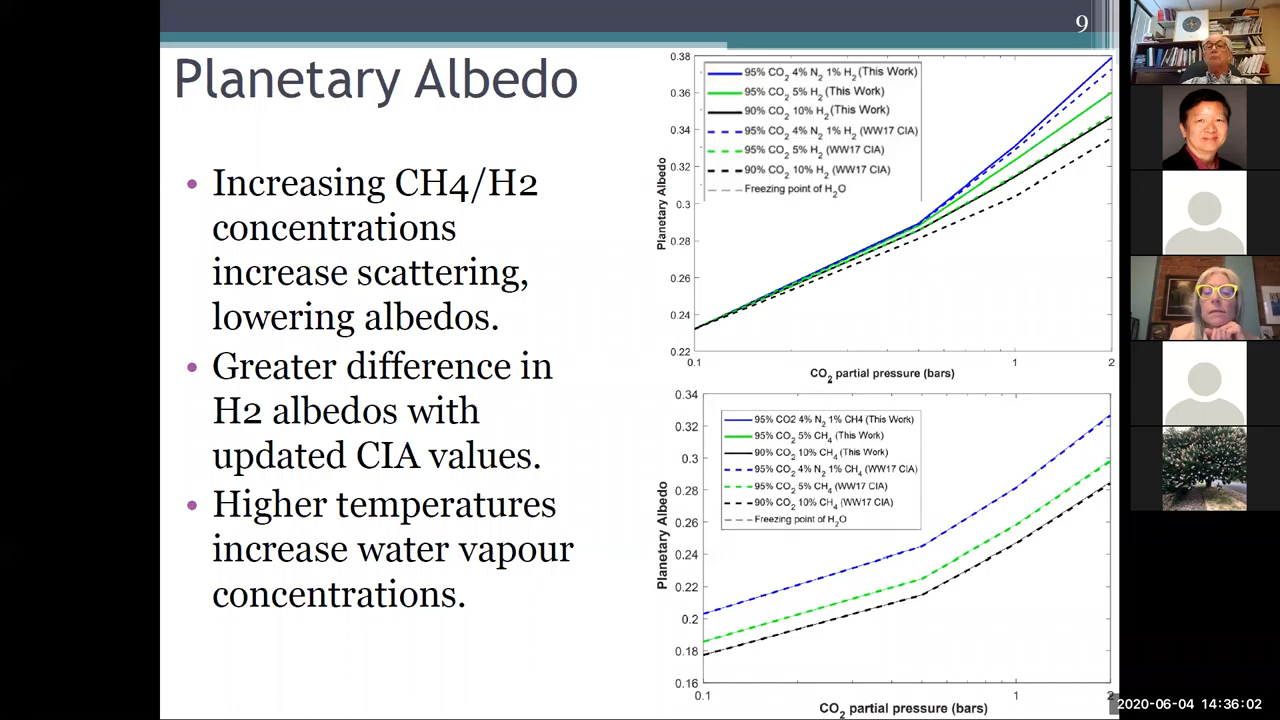 9
Planetary Albedo
• Increasing CH4/H2
concentrations
increase scattering,
lowering albedos.
• Greater difference in
H2 albedos with
updated CIA values.
• Higher temperatures
increase water vapour
concentrations.
0.38
0.36
0.34
0.32
0.3
0.28
0.26
0.24
0.22
Planetary Albedo
95% CO2 4% N2 1% H2 (This Work)
95% CO2 5% H2 (This Work)
90% CO2 10% H2 (This Work)
95% CO2 4% N2 1% H2 (WW17 CIA)
95% CO2 5% H2 (WW17 CIA)
90% CO2 10% H2 (WW17 CIA)
Freezing point of H2O
0.1 1 2
CO2 partial pressure (bars)
0.34
0.32
0.3
0.28
0.26
0.24
0.22
0.2
0.18
0.16
Planetary Albedo
95% CO2 4% N2 1% CH4 (This Work)
95% CO2 5% CH4 (This Work)
90% CO2 10% CH4 (This Work)
95% CO2 4% N2 1% CH4 (WW17 CIA)
95% CO2 5% CH4 (WW17 CIA)
90% CO2 10% CH4 (WW17 CIA)
Freezing point of H2O
0.1 1 2
CO2 partial pressure (bars)
2020-06-04 14:36:02